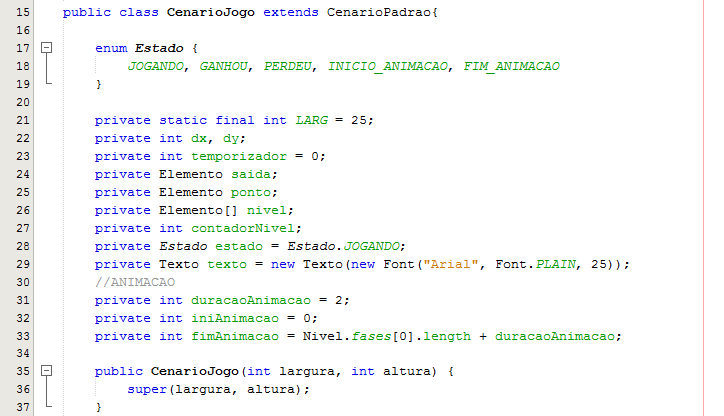 15 public class CenarioJogo extends CenarioPadrao{
16
17 enum Estado {
18 JOGANDO, GANHOU, PERDEU, INICIO_ANIMACAO, FIM_ANIMACAO
19 }
20
21 private static final int LARG = 25;
22 private int dx, dy;
23 private int temporizador = 0;
24 private Elemento saida;
25 private Elemento ponto;
26 private Elemento[] nivel;
27 private int contadorNivel;
28 private Estado estado = Estado.JOGANDO;
29 private Texto texto = new Texto(new Font("Arial", Font.PLAIN, 25));
30 //ANIMACAO
31 private int duracaoAnimacao = 2;
32 private int iniAnimacao = 0;
33 private int fimAnimacao = Nivel.fases[0].length + duracaoAnimacao;
34
35 public CenarioJogo(int largura, int altura) {
36 super(largura, altura);
37 }